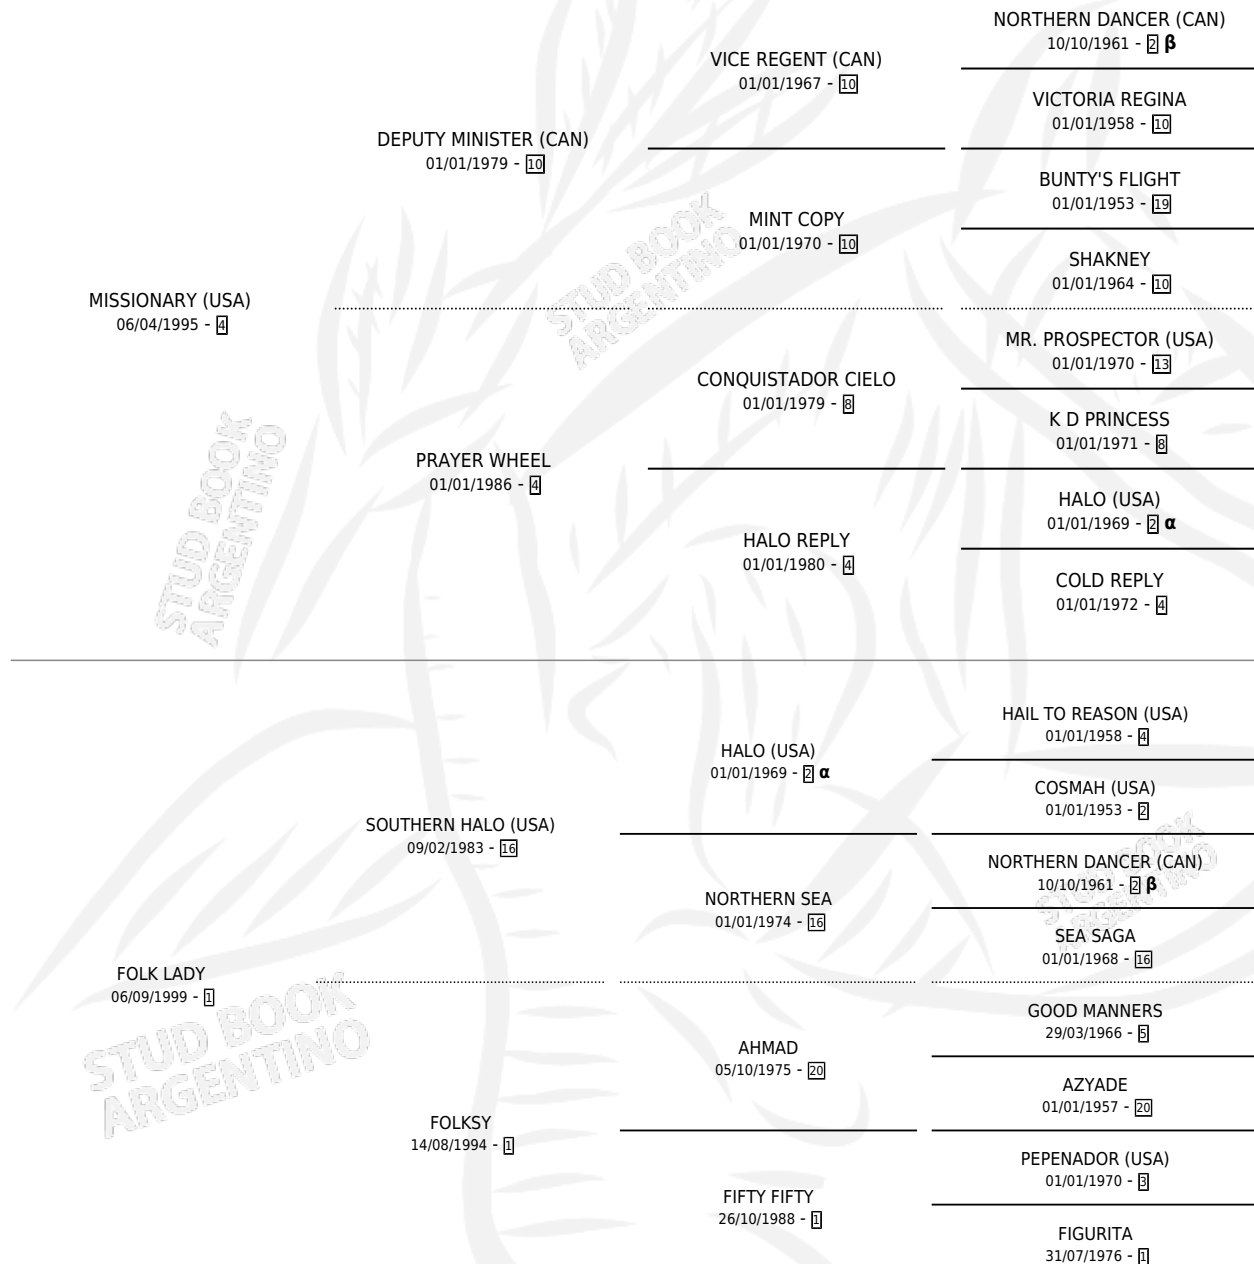 NORTHERN DANCER (CAN)
10/10/1961 - 2 β
VICE REGENT (CAN)
01/01/1967 - 10
VICTORIA REGINA
01/01/1958 - 10
DEPUTY MINISTER (CAN)
01/01/1979 - 10
BUNTY'S FLIGHT
01/01/1953 - 19
MINT COPY
01/01/1970 - 10
SHAKNEY
01/01/1964 - 10
MISSIONARY (USA)
06/04/1995 - 4
MR. PROSPECTOR (USA)
01/01/1970 - 13
CONQUISTADOR CIELO
01/01/1979 - 8
K D PRINCESS
01/01/1971 - 8
PRAYER WHEEL
01/01/1986 - 4
HALO (USA)
01/01/1969 - 2 α
HALO REPLY
01/01/1980 - 4
COLD REPLY
01/01/1972 - 4
STUD BOOK
ARGENTINO
STUD BOOK
ARGENTINO
HAIL TO REASON (USA)
01/01/1958 - 4
HALO (USA)
01/01/1969 - 2 α
COSMAH (USA)
01/01/1953 - 2
SOUTHERN HALO (USA)
09/02/1983 - 16
NORTHERN DANCER (CAN)
10/10/1961 - 2 β
NORTHERN SEA
01/01/1974 - 16
SEA SAGA
01/01/1968 - 16
STUD BOOK
ARGENTINO
FOLK LADY
06/09/1999 - 1
GOOD MANNERS
29/03/1966 - 5
AHMAD
05/10/1975 - 20
AZYADE
01/01/1957 - 20
FOLKSY
14/08/1994 - 1
PEPENADOR (USA)
01/01/1970 - 3
FIFTY FIFTY
26/10/1988 - 1
FIGURITA
31/07/1976 - 1
STUD BOOK
ARGENTINO